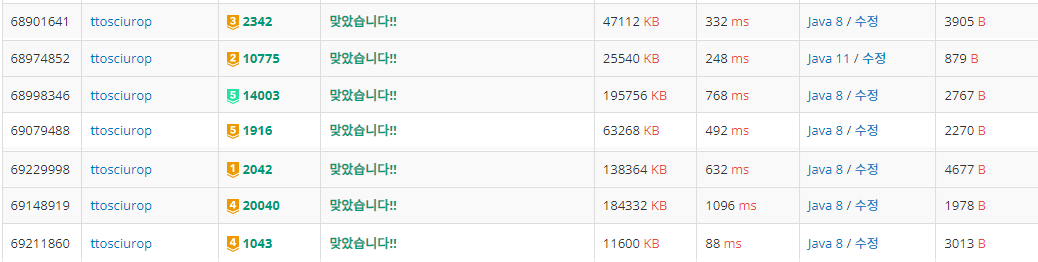 68901641 ttosciurop 3 2342 맞았습니다!! 47112 KB 332 ms Java 8 / 수정 3905 B
68974852 ttosciurop 2 10775 맞았습니다!! 25540 KB 248 ms Java 11 / 수정 879 B
68998346 ttosciurop 5 14003 맞았습니다!! 195756 KB 768 ms Java 8 / 수정 2767 B
69079488 ttosciurop 5 1916 맞았습니다!! 63268 KB 492 ms Java 8 / 수정 2270 B
69229998 ttosciurop 1 2042 맞았습니다!! 138364 KB 632 ms Java 8 / 수정 4677 B
69148919 ttosciurop 4 20040 맞았습니다!! 184332 KB 1096 ms Java 8 / 수정 1978 B
69211860 ttosciurop 4 1043 맞았습니다!! 11600 KB 88 ms Java 8 / 수정 3013 B